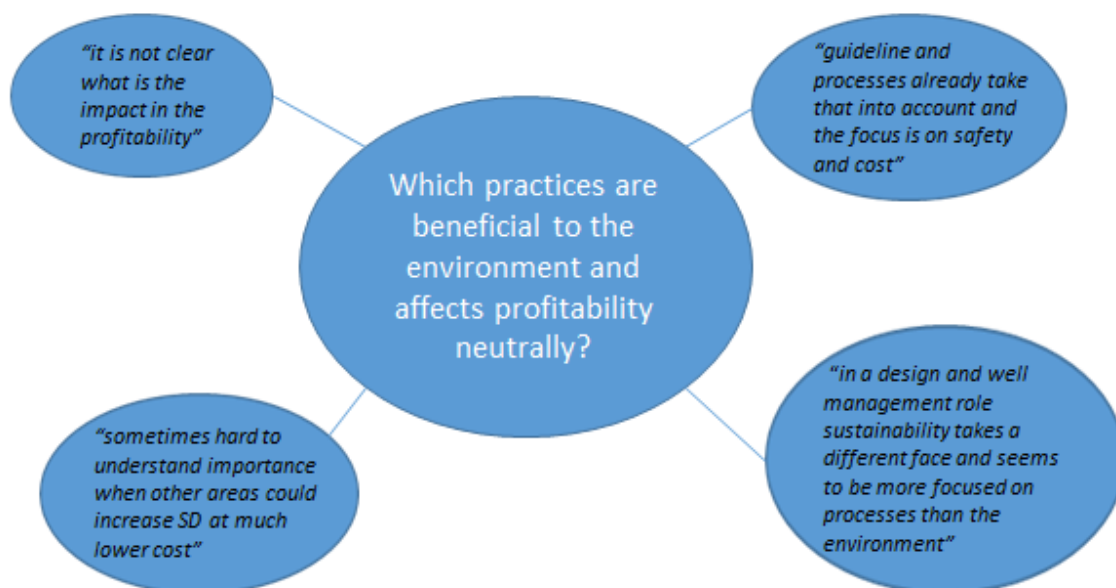 “it is not clear
what is the
impact in the
profitability”
“guideline and
processes already take
that into account and
the focus is on safety
and cost”
Which practices are
beneficial to the
environment and
affects profitability
neutrally?
“sometimes hard to
understand importance
when other areas could
increase SD at much
lower cost”
“in a design and well
management role
sustainability takes a
different face and seems
to be more focused on
processes than the
environment”